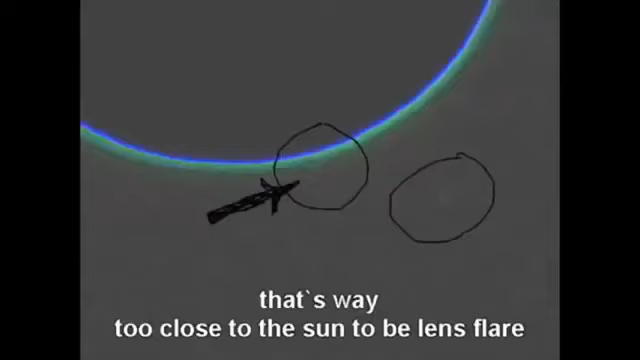 that`s way
too close to the sun to be lens flare